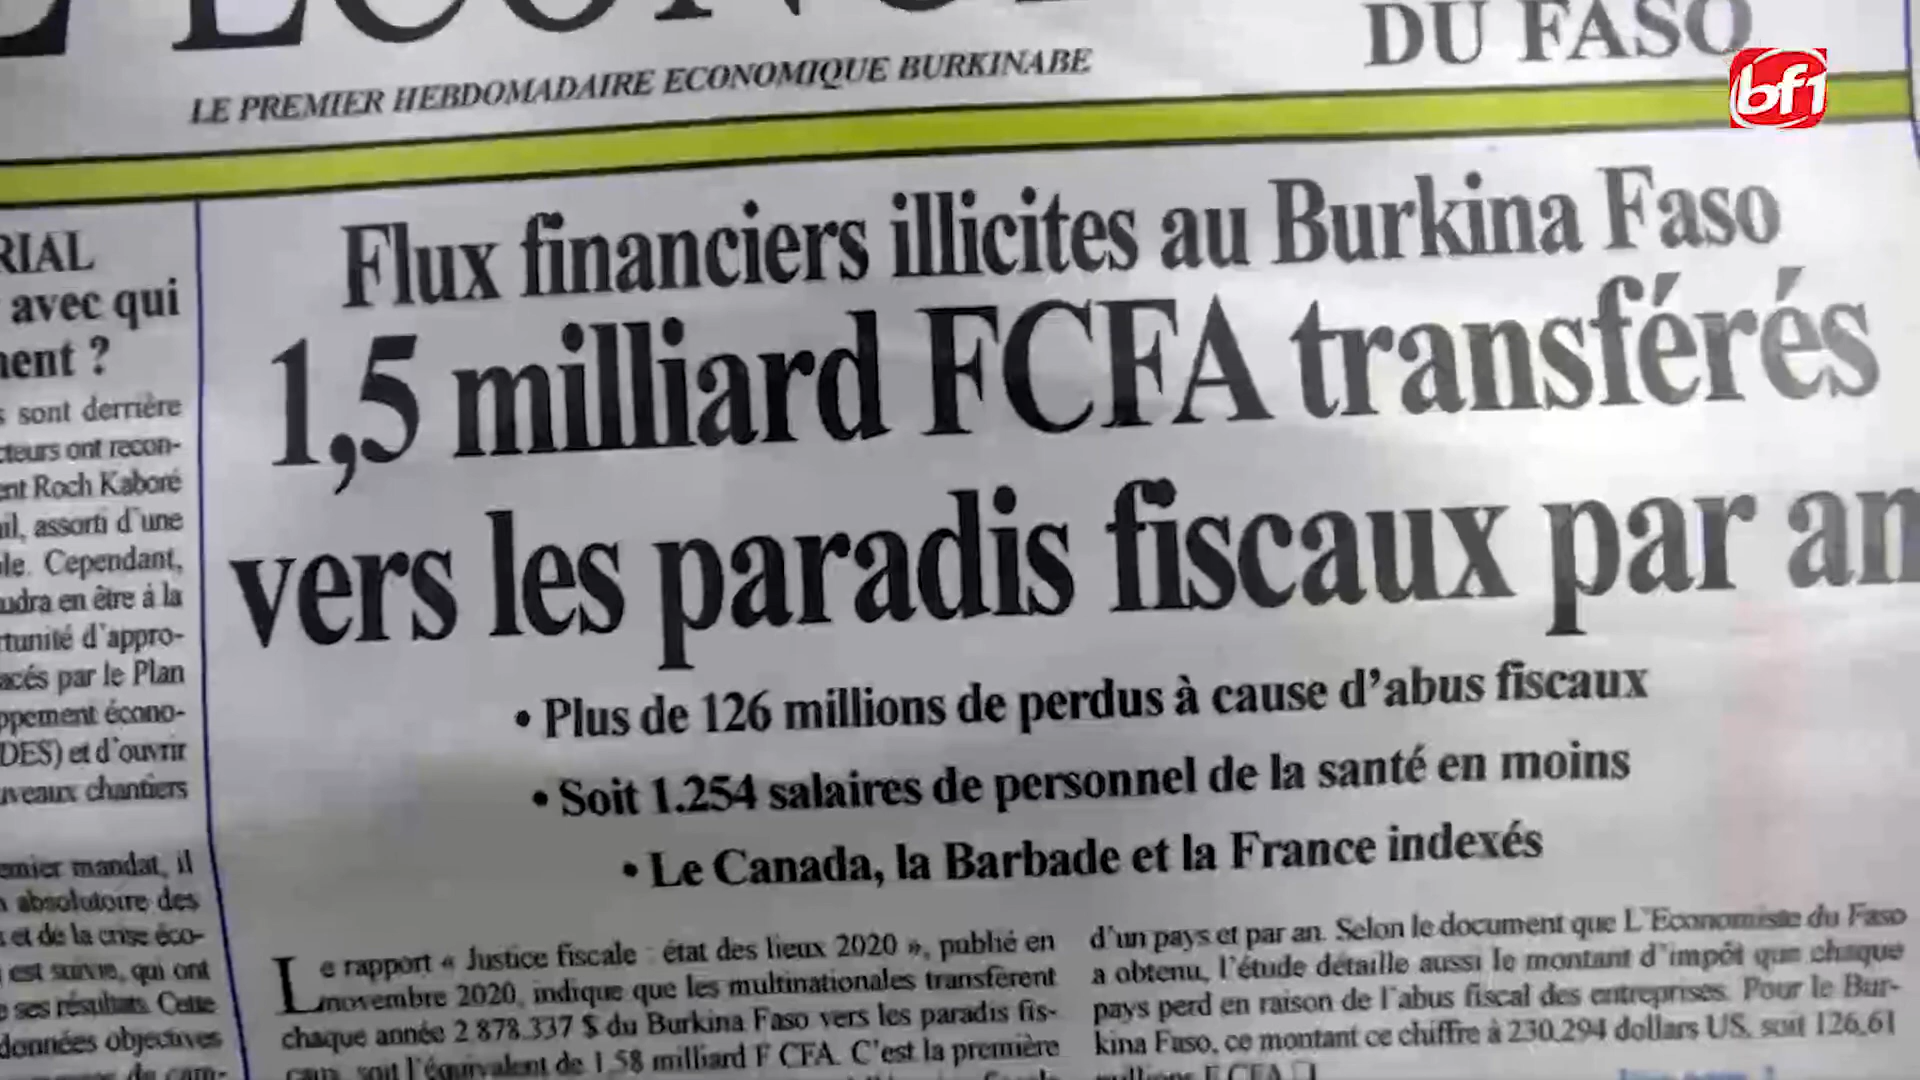 L'ECONO
DU FASO
bf1
LE PREMIER HEBDOMADAIRE ECONOMIQUE BURKINABE
RIAL
avec qui
nent ?
s sont derrière
cteurs ont recon-
ent Roch Kaboré
il, assorti d'une
le. Cependant,
udra en être á la
rtunité d'appro-
acés par le Plan
ppement écono-
DES) et d'ouvrir
uveaux chantiers
emier mandat, il
absolutoire des
s et de la crise éco-
est survie, qui ont
e ses résultats. Cette
données objectives
Flux financiers illicites au Burkina Faso
1,5 milliard FCFA transférés
vers les paradis fiscaux par an
• Plus de 126 millions de perdus à cause d'abus fiscaux
• Soit 1.254 salaires de personnel de la santé en moins
• Le Canada, la Barbade et la France indexés
Le rapport « Justice fiscale : état des lieux 2020 », publié en
novembre 2020, indique que les multinationales transfèrent
chaque année 2 878.337 $ du Burkina Faso vers les paradis fis-
caux, soit l'équivalent de 1,58 milliard F CFA. C'est la première
d'un pays et par an. Selon le document que L'Economiste du Faso
a obtenu, l'étude détaille aussi le montant d'impôt que chaque
pays perd en raison de l'abus fiscal des entreprises. Pour le Bur-
kina Faso, ce montant ce chiffre à 230.294 dollars US, soit 126,61
millions F CFA